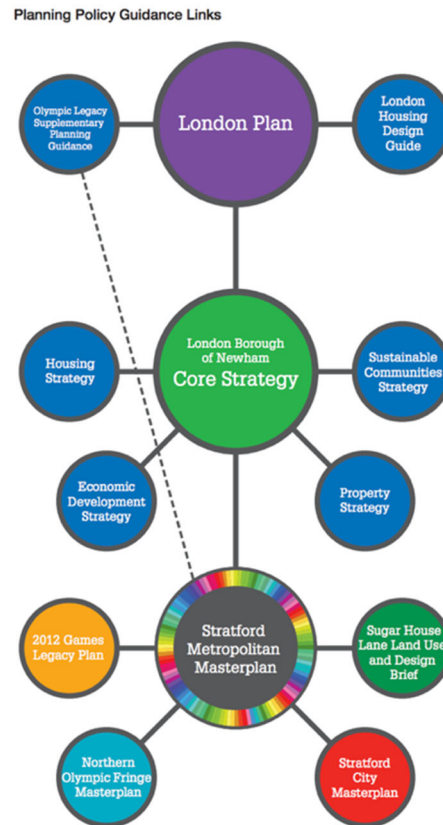 Planning Policy Guidance Links
Olympic Legacy
Supplementary
Planning
Guidance
London Plan
London
Housing
Design
Guide
Housing
Strategy
London Borough
of Newham
Core Strategy
Sustainable
Communities
Strategy
Economic
Development
Strategy
Property
Strategy
2012 Games
Legacy Plan
Stratford
Metropolitan
Masterplan
Sugar House
Lane Land Use
and Design
Brief
Northern
Olympic Fringe
Masterplan
Stratford
City
Masterplan